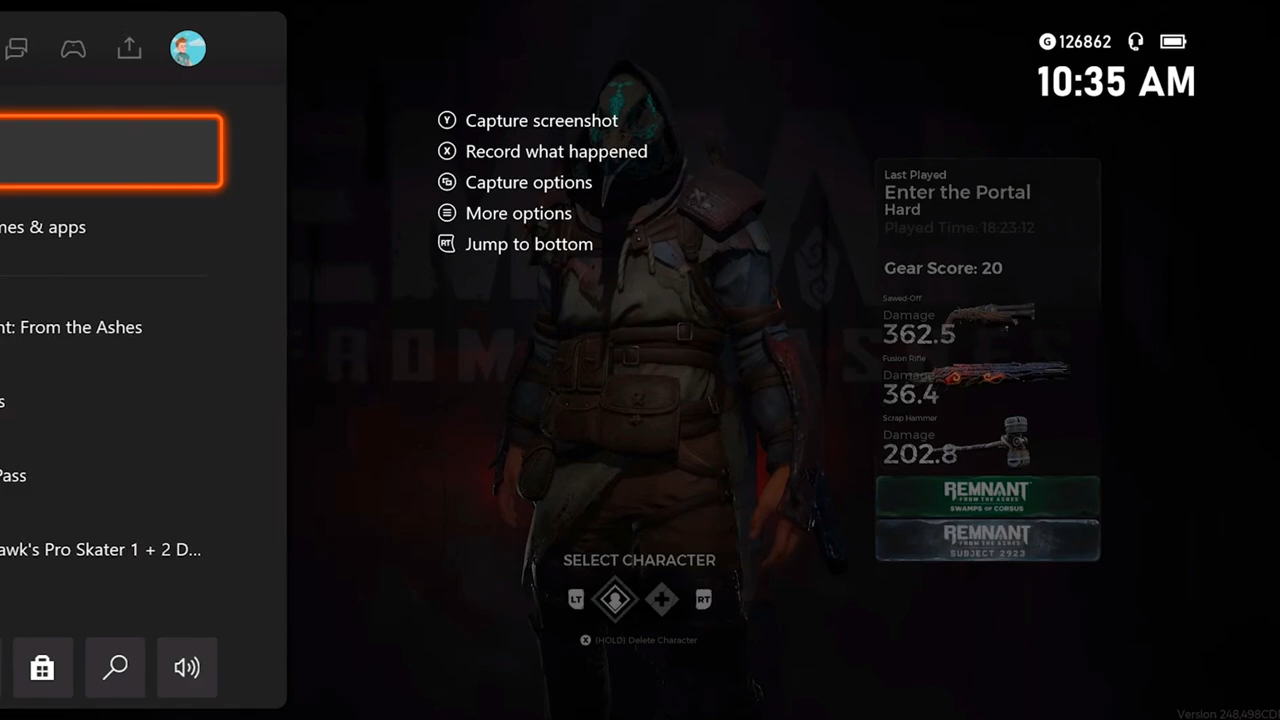 G 126862
10:35 AM
Y Capture screenshot
X Record what happened
Capture options
More options
RT Jump to bottom
mes & apps
nt: From the Ashes
s
Pass
awk's Pro Skater 1 + 2 D...
Last Played
Enter the Portal
Hard
Played Time: 18:23:12
Gear Score: 20
Sawed-Off
Damage
362.5
Fusion Rifle
Damage
36.4
Scrap Hammer
Damage
202.8
REMNANT
FROM THE ASHES
SWAMPS OF CORSUS
REMNANT
FROM THE ASHES
SUBJECT 2923
FROM
SELECT CHARACTER
LT RT
X (HOLD) Delete Character